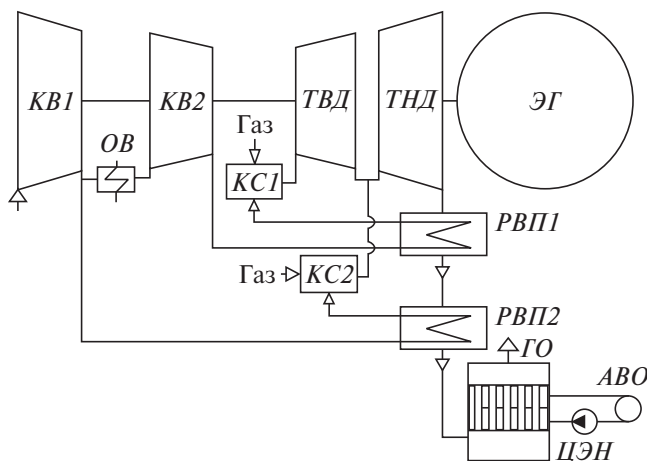 КВ1
КВ2
ТВД
ТНД
ЭГ
ОВ
Газ
КС1
РВП1
Газ
КС2
РВП2
ГО
АВО
ЦЭН